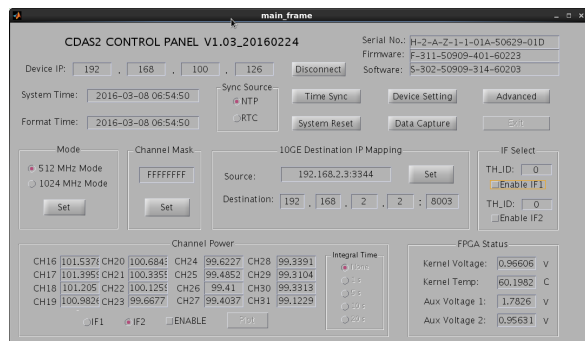 main_frame
CDAS2 CONTROL PANEL V1.03_20160224
Serial No.: H-2-A-Z-1-1-01A-50629-01D
Firmware: F-311-50909-401-60223
Software: S-302-50909-314-60203
Device IP: 192 . 168 . 100 . 126 Disconnect
System Time: 2016-03-08 06:54:50
Format Time: 2016-03-08 06:54:50
Sync Source
NTP
RTC
Time Sync Device Setting Advanced
System Reset Data Capture Exit
Mode
512 MHz Mode
1024 MHz Mode
Set
Channel Mask
FFFFFFFF
Set
10GE Destination IP Mapping
Source: 192.168.2.3:3344 Set
Destination: 192 . 168 . 2 . 2 : 8003
IF Select
TH_ID: 0
Enable IF1
TH_ID: 0
Enable IF2
Channel Power
CH16 101.5378 CH20 100.6843 CH24 99.6227 CH28 99.3391
CH17 101.3959 CH21 100.3355 CH25 99.4852 CH29 99.3104
CH18 101.205 CH22 100.1259 CH26 99.41 CH30 99.3313
CH19 100.9826 CH23 99.6677 CH27 99.4037 CH31 99.1229
IF1 IF2 ENABLE Plot
Integral Time
None
FPGA Status
Kernel Voltage: 0.96606 V
Kernel Temp: 60.1982 C
Aux Voltage 1: 1.7826 V
Aux Voltage 2: 0.95631 V